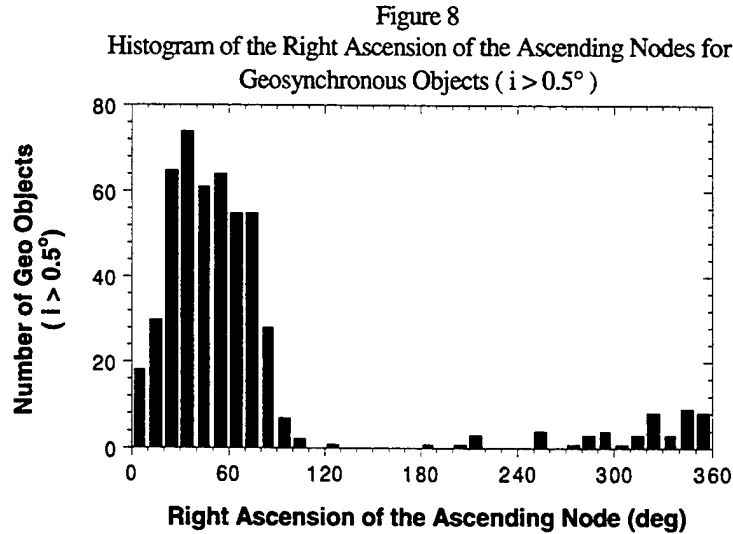 Figure 8
Histogram of the Right Ascension of the Ascending Nodes for
Geosynchronous Objects ( i > 0.5° )
Number of Geo Objects
( i > 0.5°)
80
60
40
20
0
0 60 120 180 240 300 360
Right Ascension of the Ascending Node (deg)